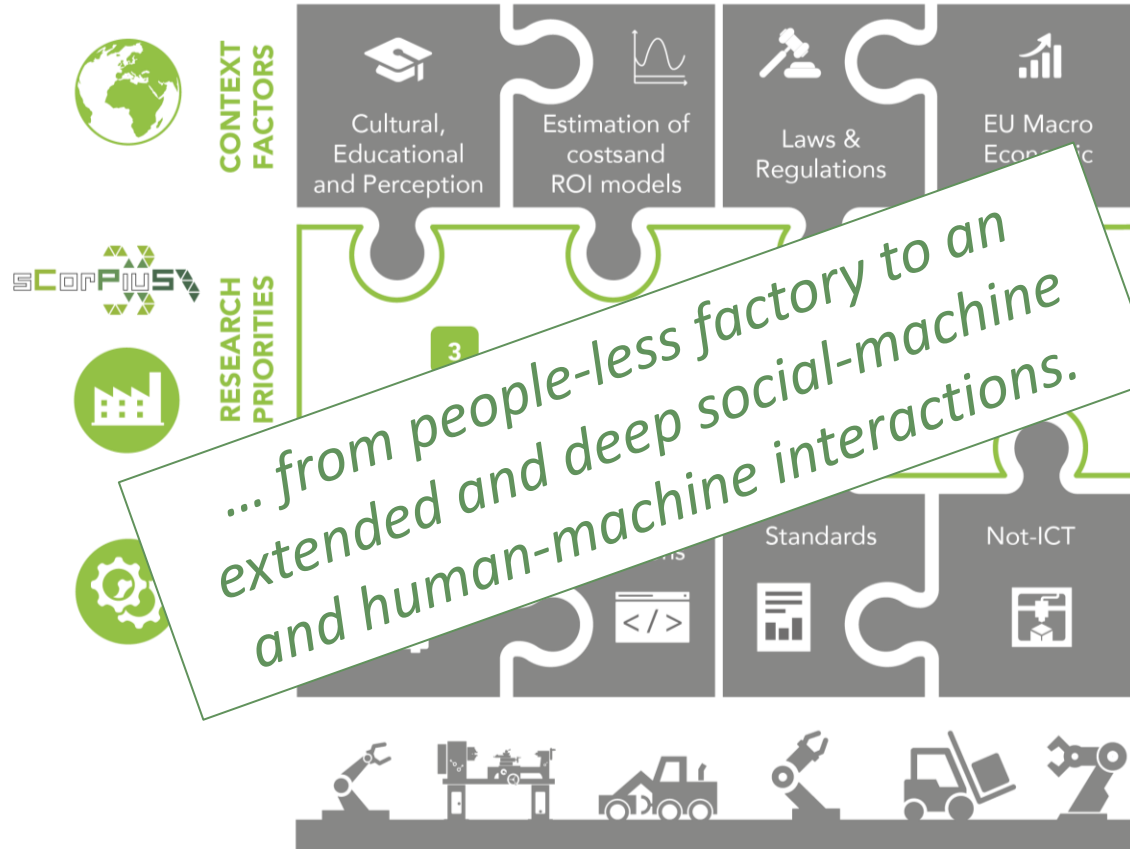 CONTEXT
FACTORS
Cultural,
Educational
and Perception
Estimation of
costsand
ROI models
Laws &
Regulations
EU Macro
Economic
sCorPiuS
RESEARCH
PRIORITIES
3
... from people-less factory to an
extended and deep social-machine
and human-machine interactions.
Standards
Not-ICT
</>